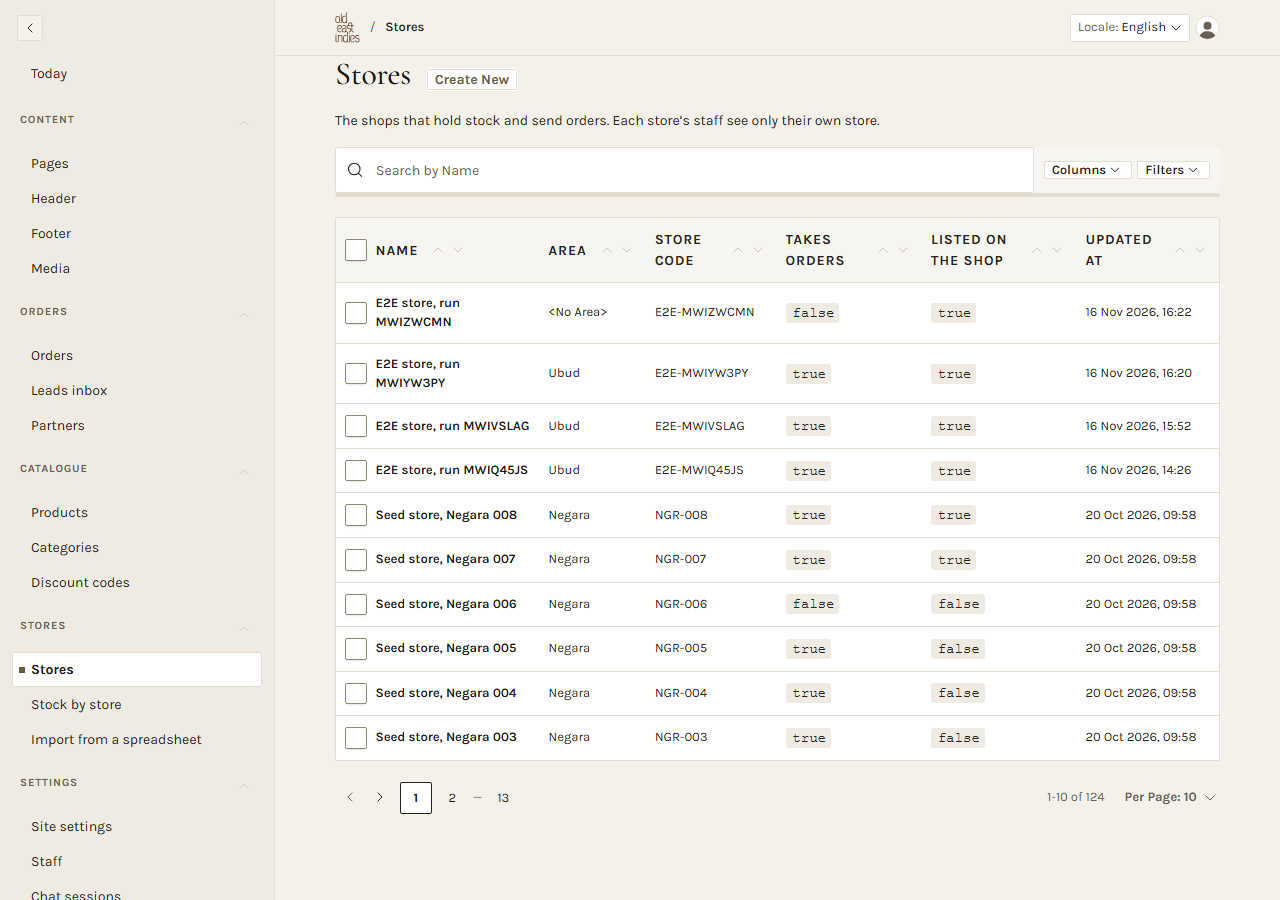 old
east
indies
/ Stores
Locale: English
Today
CONTENT
Pages
Header
Footer
Media
ORDERS
Orders
Leads inbox
Partners
CATALOGUE
Products
Categories
Discount codes
STORES
Stores
Stock by store
Import from a spreadsheet
SETTINGS
Site settings
Staff
Chat sessions
Stores
Create New
The shops that hold stock and send orders. Each store’s staff see only their own store.
Search by Name
Columns
Filters
NAME AREA STORE CODE TAKES ORDERS LISTED ON THE SHOP UPDATED AT
E2E store, run MWIZWCMN <No Area> E2E-MWIZWCMN false true 16 Nov 2026, 16:22
E2E store, run MWIYW3PY Ubud E2E-MWIYW3PY true true 16 Nov 2026, 16:20
E2E store, run MWIVSLAG Ubud E2E-MWIVSLAG true true 16 Nov 2026, 15:52
E2E store, run MWIQ45JS Ubud E2E-MWIQ45JS true true 16 Nov 2026, 14:26
Seed store, Negara 008 Negara NGR-008 true true 20 Oct 2026, 09:58
Seed store, Negara 007 Negara NGR-007 true true 20 Oct 2026, 09:58
Seed store, Negara 006 Negara NGR-006 false false 20 Oct 2026, 09:58
Seed store, Negara 005 Negara NGR-005 true false 20 Oct 2026, 09:58
Seed store, Negara 004 Negara NGR-004 true false 20 Oct 2026, 09:58
Seed store, Negara 003 Negara NGR-003 true false 20 Oct 2026, 09:58
1 2 — 13
1-10 of 124
Per Page: 10